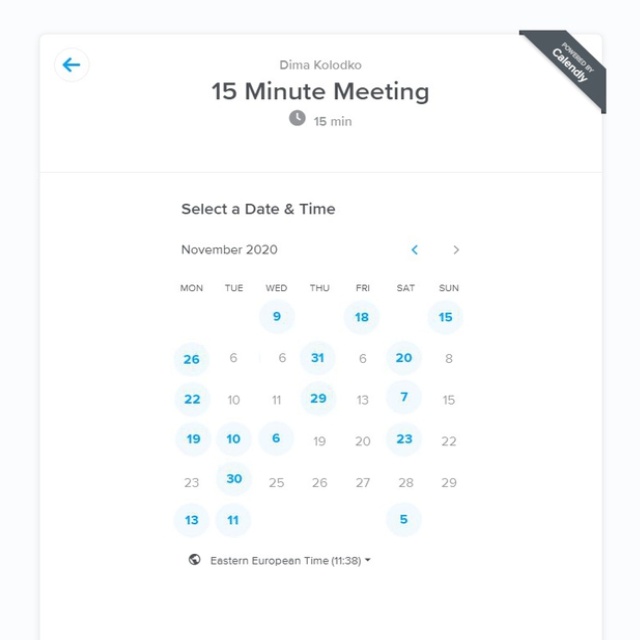 POWERED BY
Calendly
Dima Kolodko
15 Minute Meeting
15 min
Select a Date & Time
November 2020
MON TUE WED THU FRI SAT SUN
9 18 15
26 6 6 31 6 20 8
22 10 11 29 13 7 15
19 10 6 19 20 23 22
23 30 25 26 27 28 29
13 11 5
Eastern European Time (11:38)